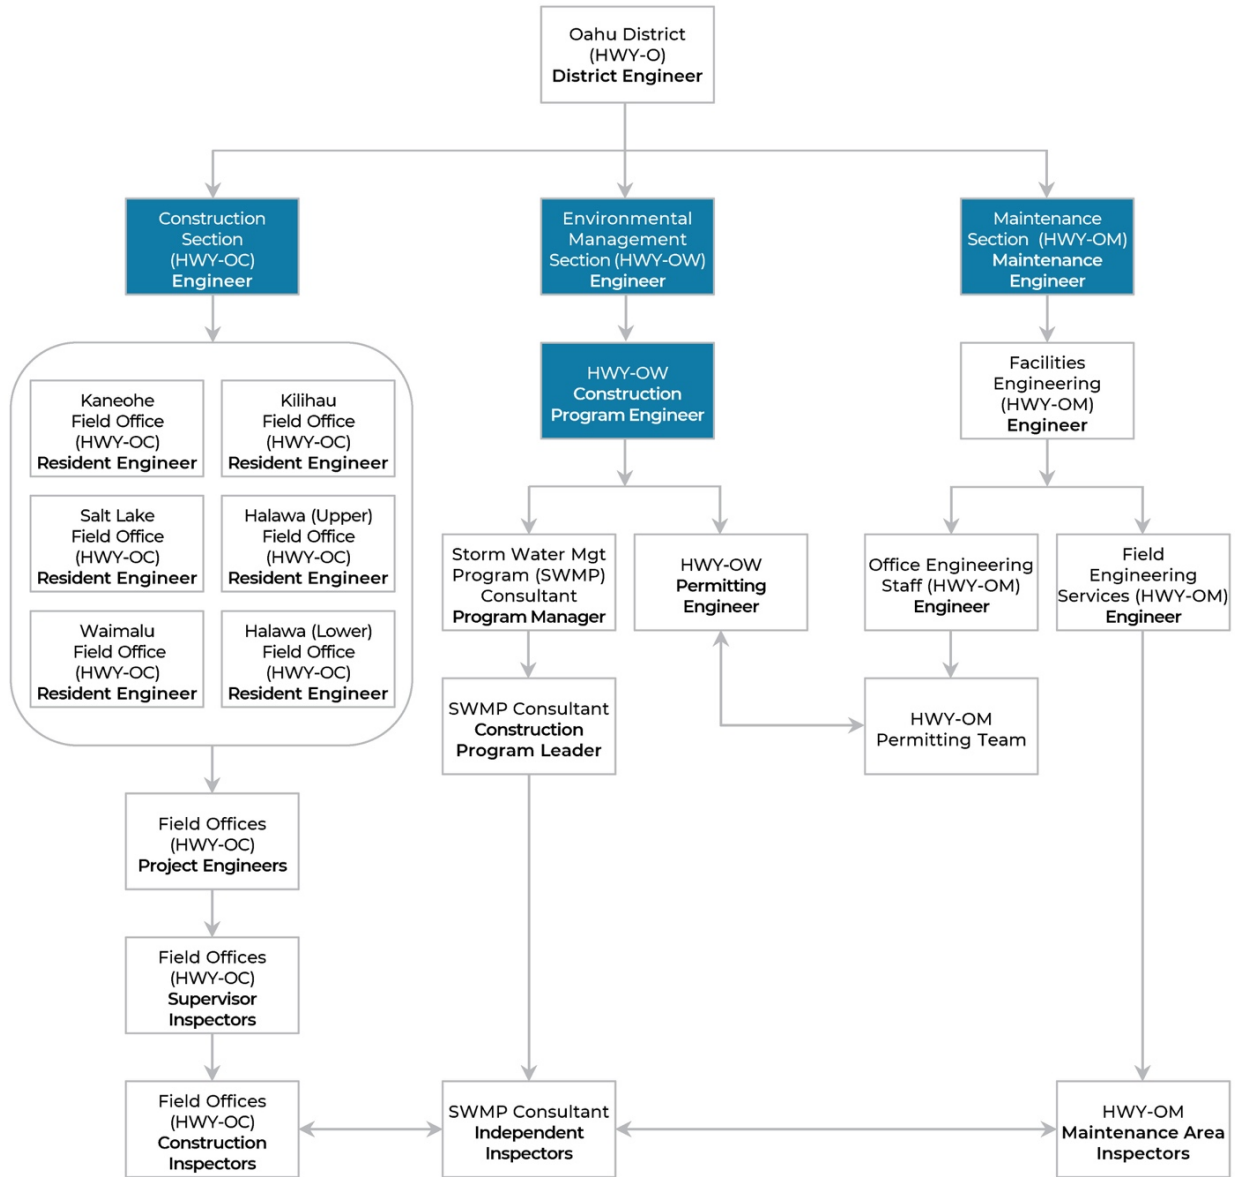 Oahu District
(HWY-O)
District Engineer
Construction
Section
(HWY-OC)
Engineer
Environmental
Management
Section (HWY-OW)
Engineer
Maintenance
Section (HWY-OM)
Maintenance
Engineer
Kaneohe
Field Office
(HWY-OC)
Resident Engineer
Kilihau
Field Office
(HWY-OC)
Resident Engineer
Salt Lake
Field Office
(HWY-OC)
Resident Engineer
Halawa (Upper)
Field Office
(HWY-OC)
Resident Engineer
Waimalu
Field Office
(HWY-OC)
Resident Engineer
Halawa (Lower)
Field Office
(HWY-OC)
Resident Engineer
HWY-OW
Construction
Program Engineer
Facilities
Engineering
(HWY-OM)
Engineer
Storm Water Mgt
Program (SWMP)
Consultant
Program Manager
HWY-OW
Permitting
Engineer
Office Engineering
Staff (HWY-OM)
Engineer
Field
Engineering
Services (HWY-OM)
Engineer
SWMP Consultant
Construction
Program Leader
HWY-OM
Permitting Team
Field Offices
(HWY-OC)
Project Engineers
Field Offices
(HWY-OC)
Supervisor
Inspectors
Field Offices
(HWY-OC)
Construction
Inspectors
SWMP Consultant
Independent
Inspectors
HWY-OM
Maintenance Area
Inspectors